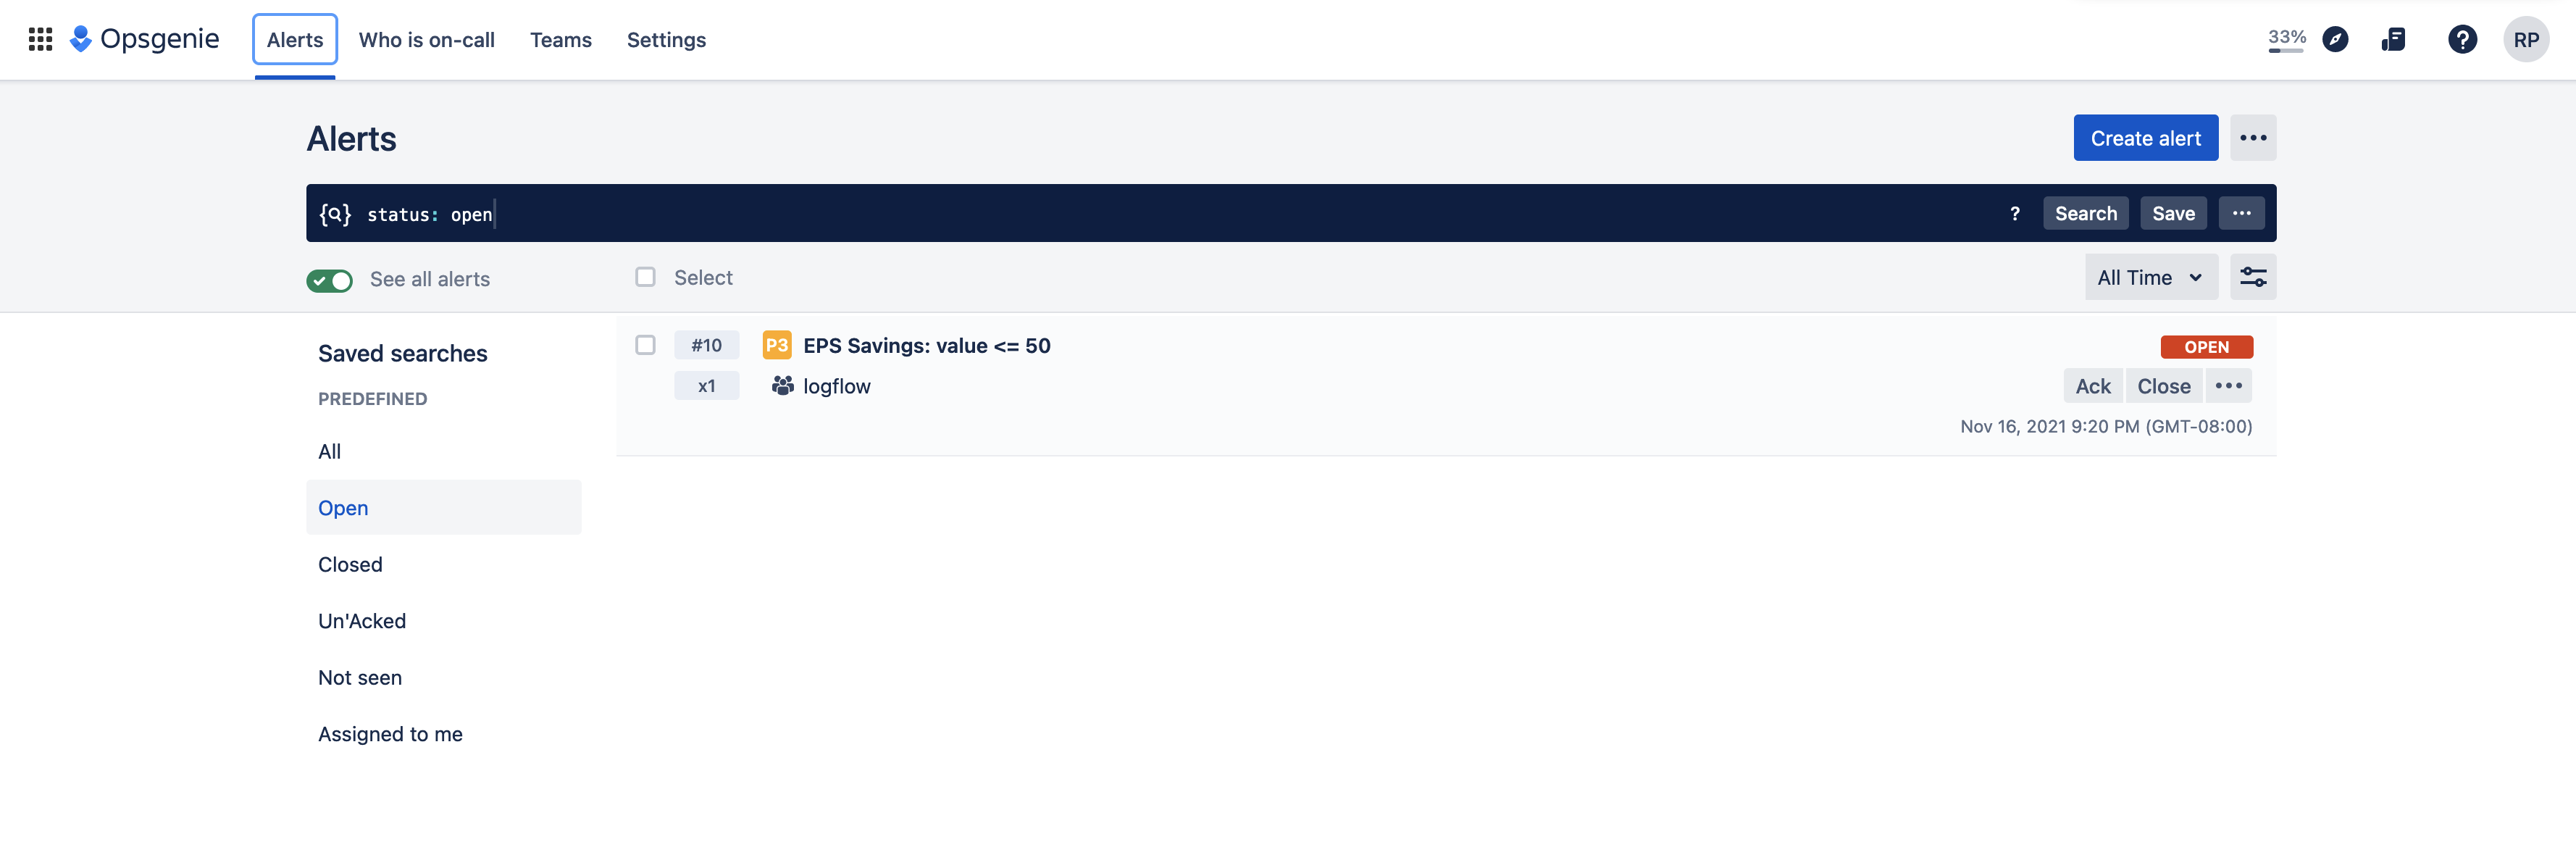 Opsgenie Alerts Who is on-call Teams Settings 33% ? RP
Alerts
Create alert
status: open ? Search Save
See all alerts
Select
All Time
Saved searches
PREDEFINED
All
Open
Closed
Un'Acked
Not seen
Assigned to me
#10 P3 EPS Savings: value <= 50 OPEN
x1 logflow Ack Close
Nov 16, 2021 9:20 PM (GMT-08:00)